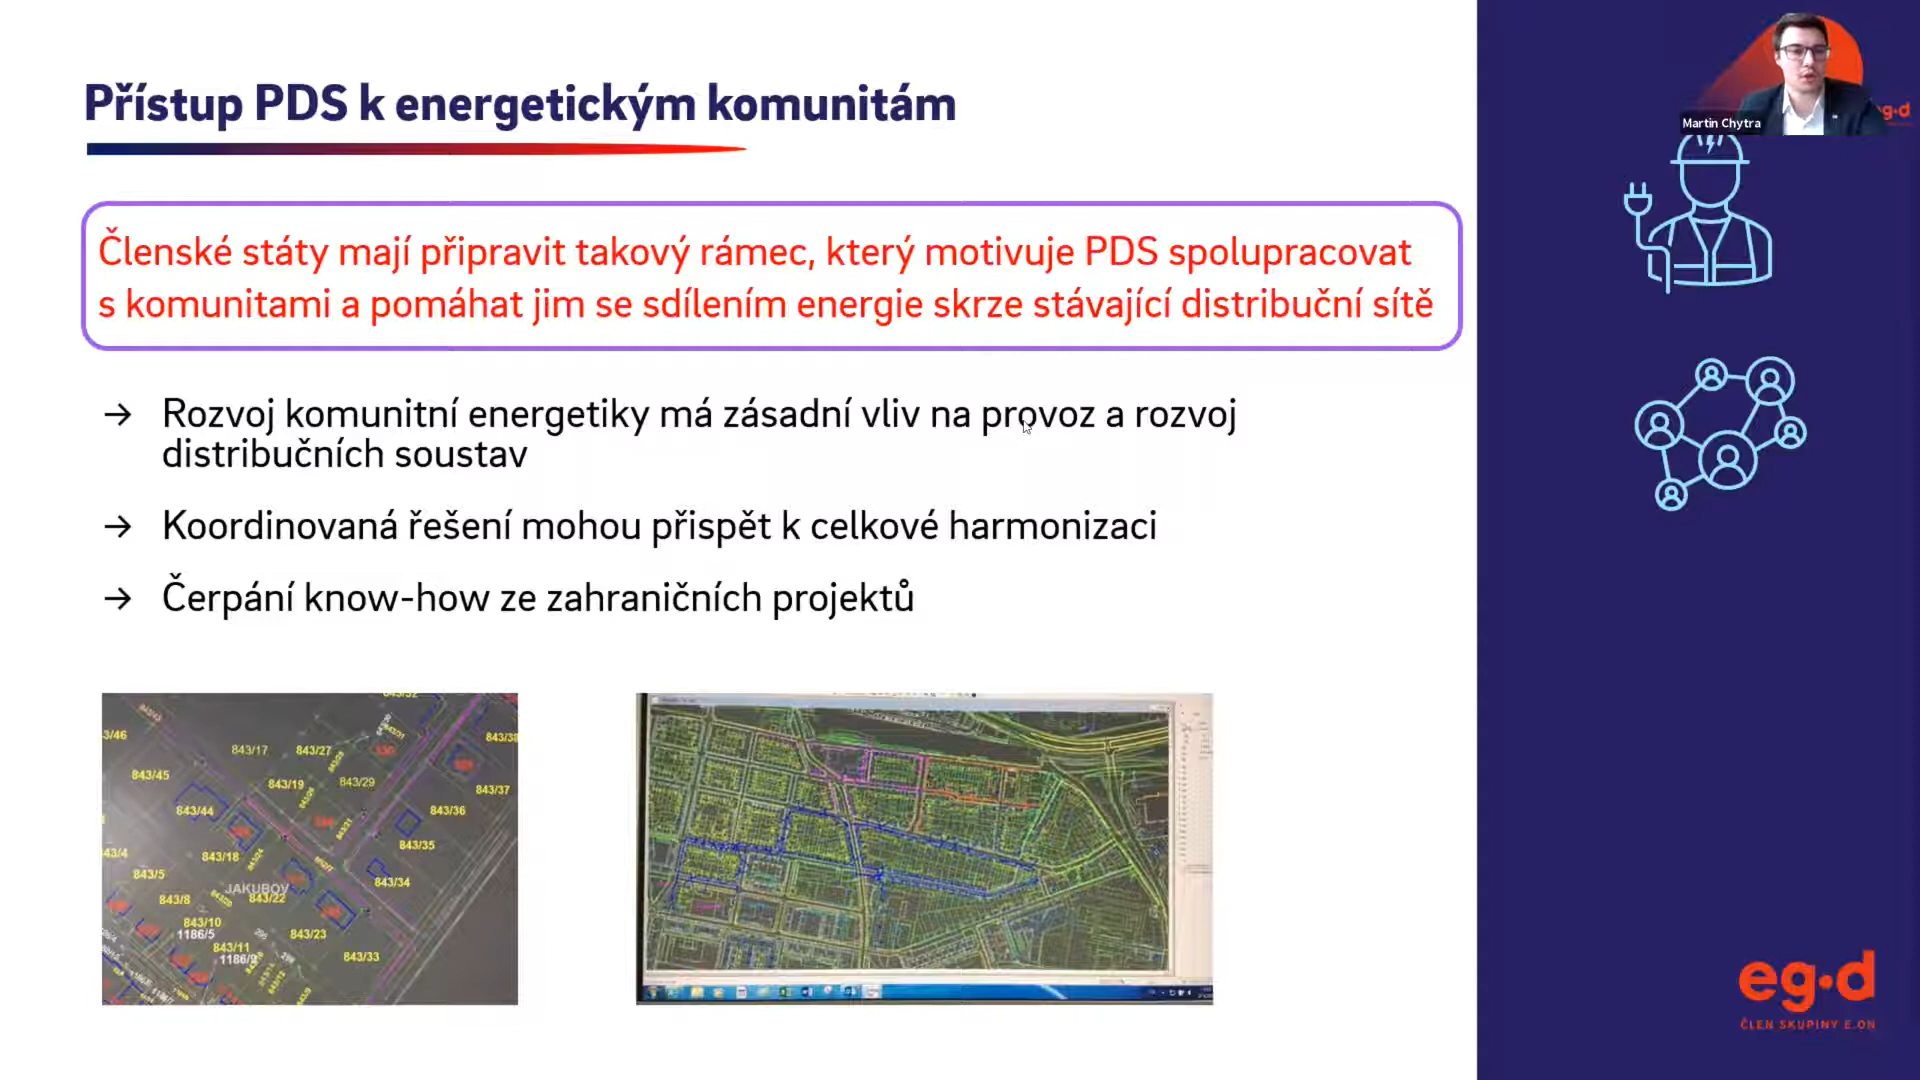 Přístup PDS k energetickým komunitám
Martin Chytra
eg·d
Členské státy mají připravit takový rámec, který motivuje PDS spolupracovat
s komunitami a pomáhat jim se sdílením energie skrze stávající distribuční sítě
→ Rozvoj komunitní energetiky má zásadní vliv na provoz a rozvoj
distribučních soustav
→ Koordinovaná řešení mohou přispět k celkové harmonizaci
→ Čerpání know-how ze zahraničních projektů
843/17
843/27
843/45
843/19
843/29
843/37
843/44
843/36
843/35
843/18
843/34
843/5
JAKUBOV
843/8
843/22
843/10
1186/5
843/23
843/11
843/33
eg·d
ČLEN SKUPINY E.ON